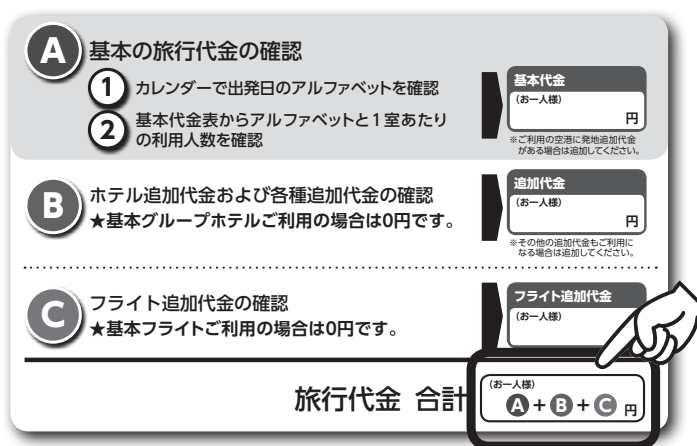 A 基本の旅行代金の確認
1 カレンダーで出発日のアルファベットを確認
2 基本代金表からアルファベットと1室あたり
の利用人数を確認
基本代金
(お一人様)
円
※ご利用の空港に発地追加代金
がある場合は追加してください。
B ホテル追加代金および各種追加代金の確認
★基本グループホテルご利用の場合は0円です。
追加代金
(お一人様)
円
※その他の追加代金もご利用に
なる場合は追加してください。
C フライト追加代金の確認
★基本フライトご利用の場合は0円です。
フライト追加代金
(お一人様)
旅行代金 合計
(お一人様)
A+B+C 円